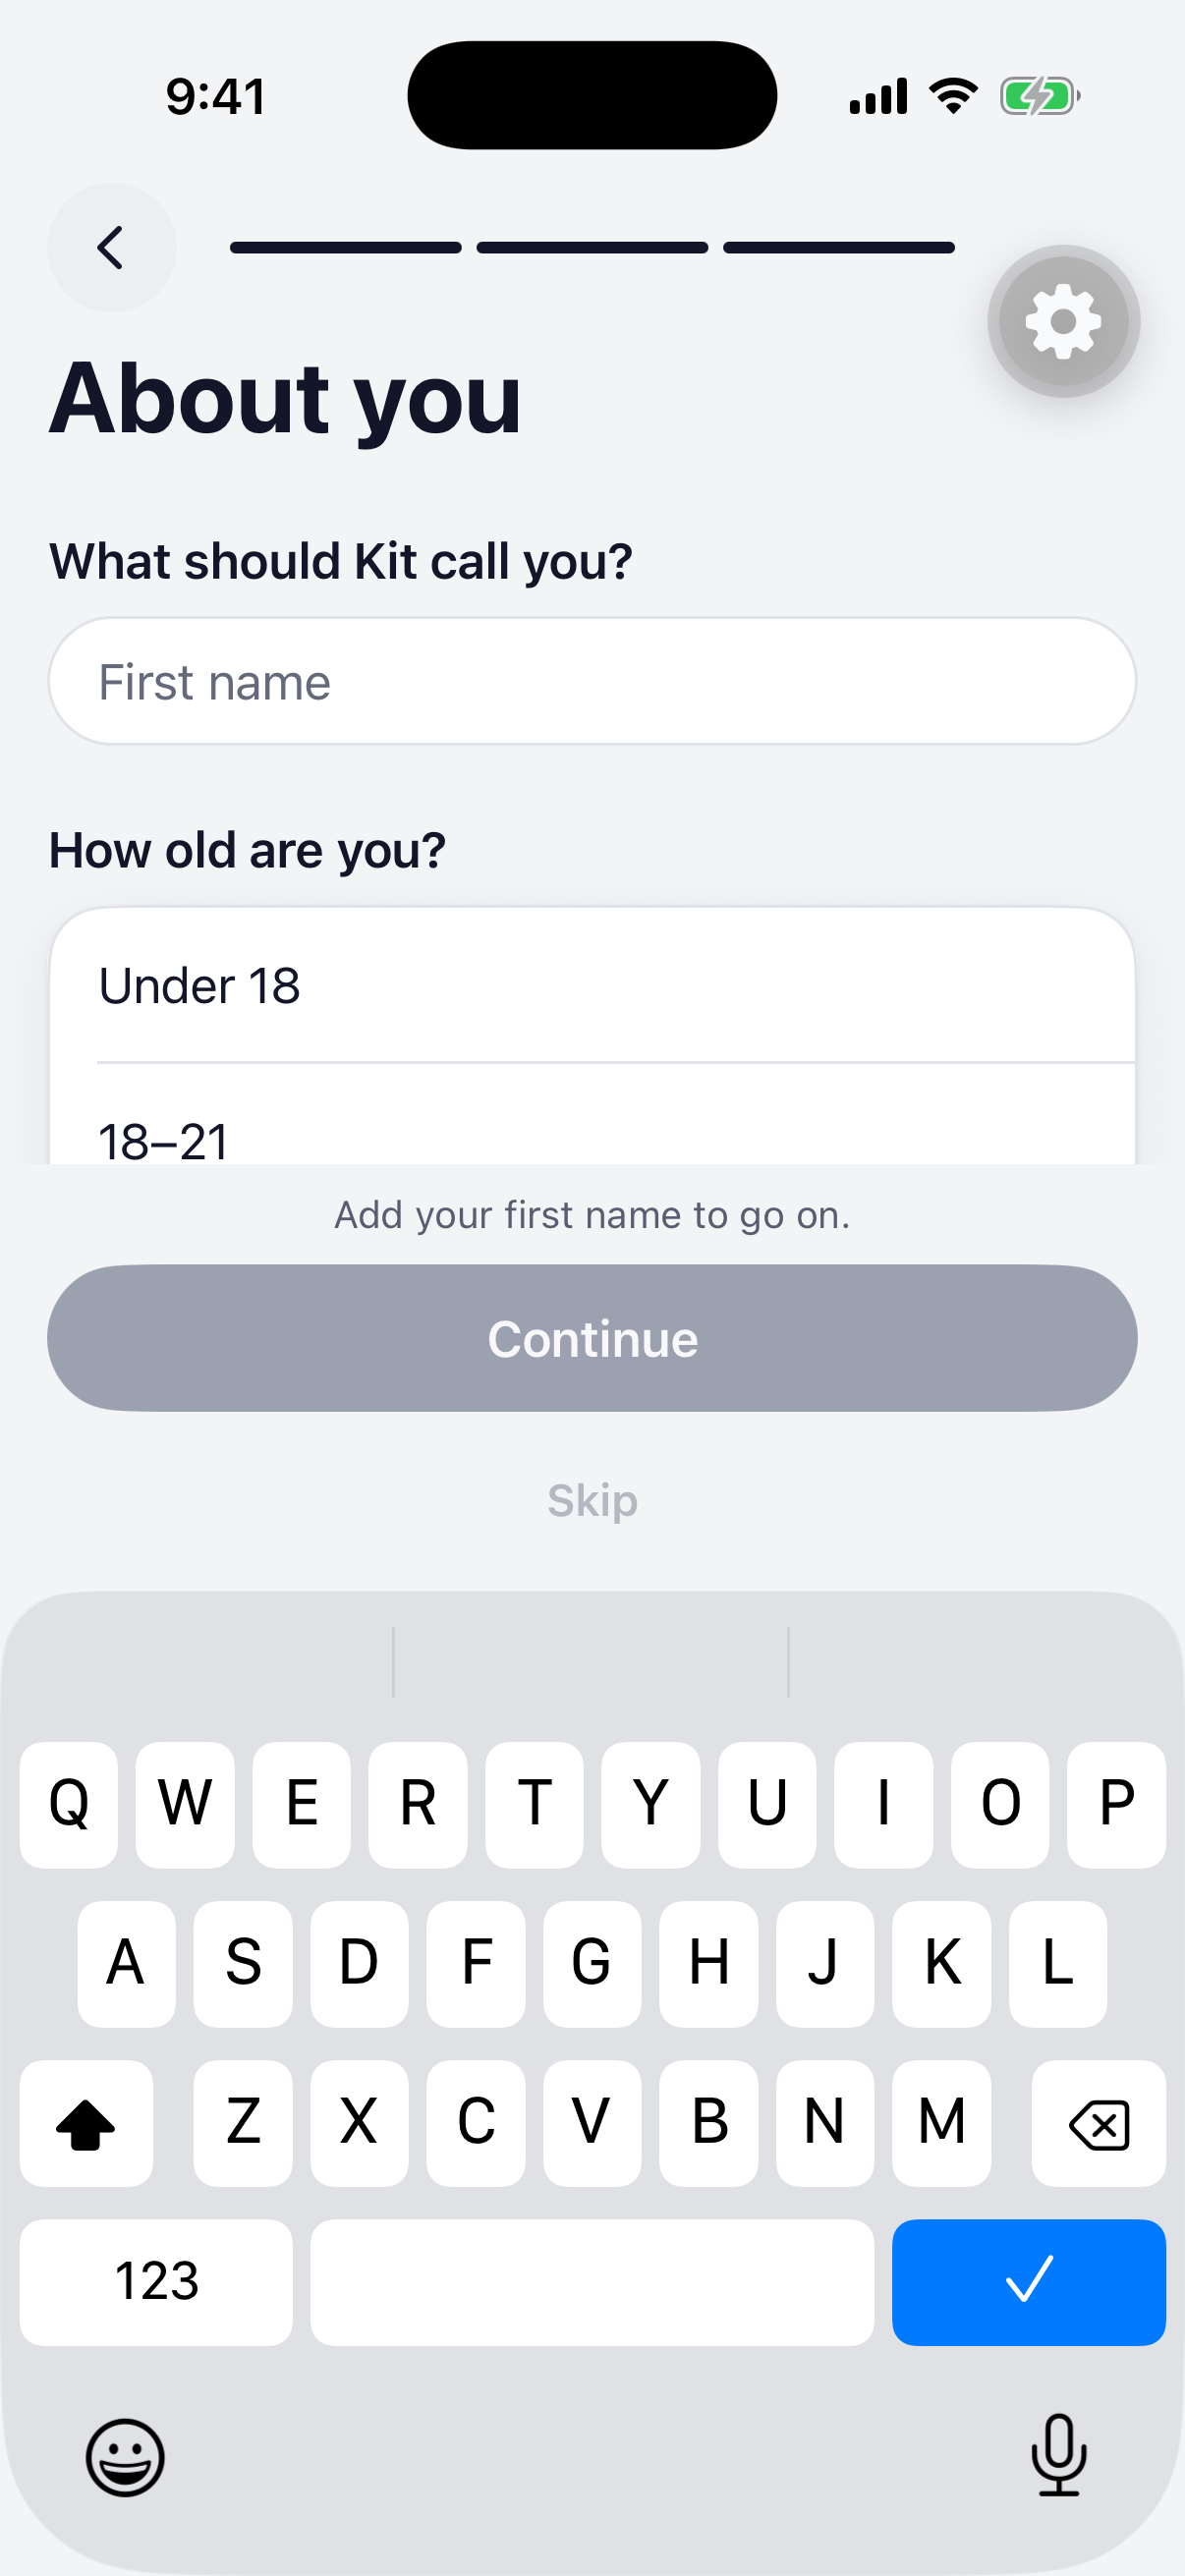 9:41
About you
What should Kit call you?
First name
How old are you?
Under 18
18–21
Add your first name to go on.
Continue
Skip
Q W E R T Y U I O P
A S D F G H J K L
Z X C V B N M
123